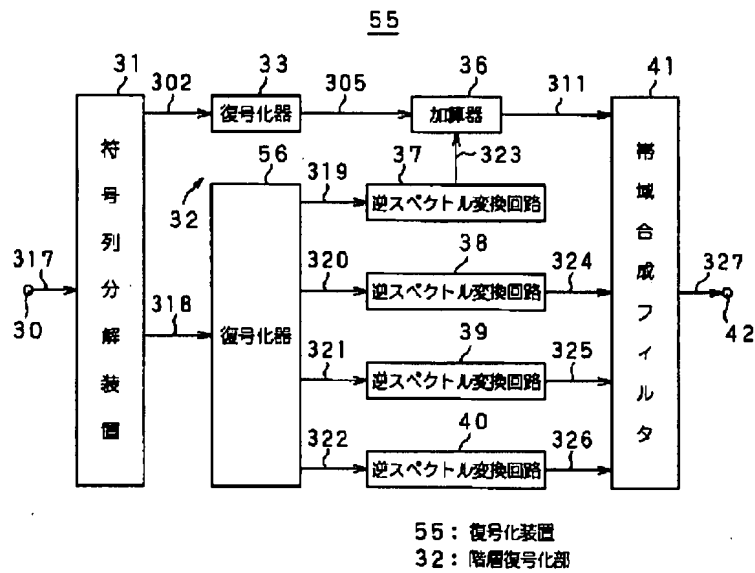 55
31
302
33
305
36
311
41
復号化器
加算器
323
符号列分解装置
56
319
37
32
逆スペクトル変換回路
帯域合成フィルタ
317
30
320
38
324
逆スペクトル変換回路
327
42
318
復号化器
321
39
325
逆スペクトル変換回路
322
40
326
逆スペクトル変換回路
55：復号化装置
32：階層復号化部